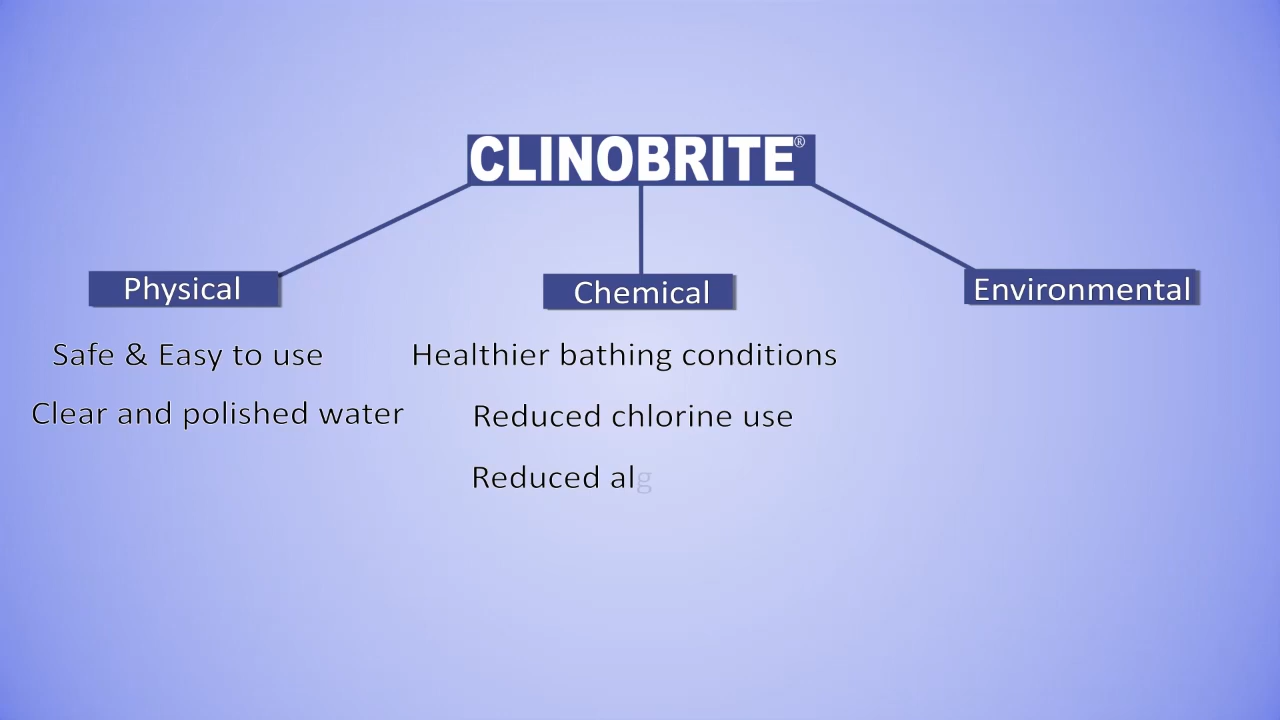 CLINOBRITE®
Physical
Chemical
Environmental
Safe & Easy to use
Healthier bathing conditions
Clear and polished water
Reduced chlorine use
Reduced alg